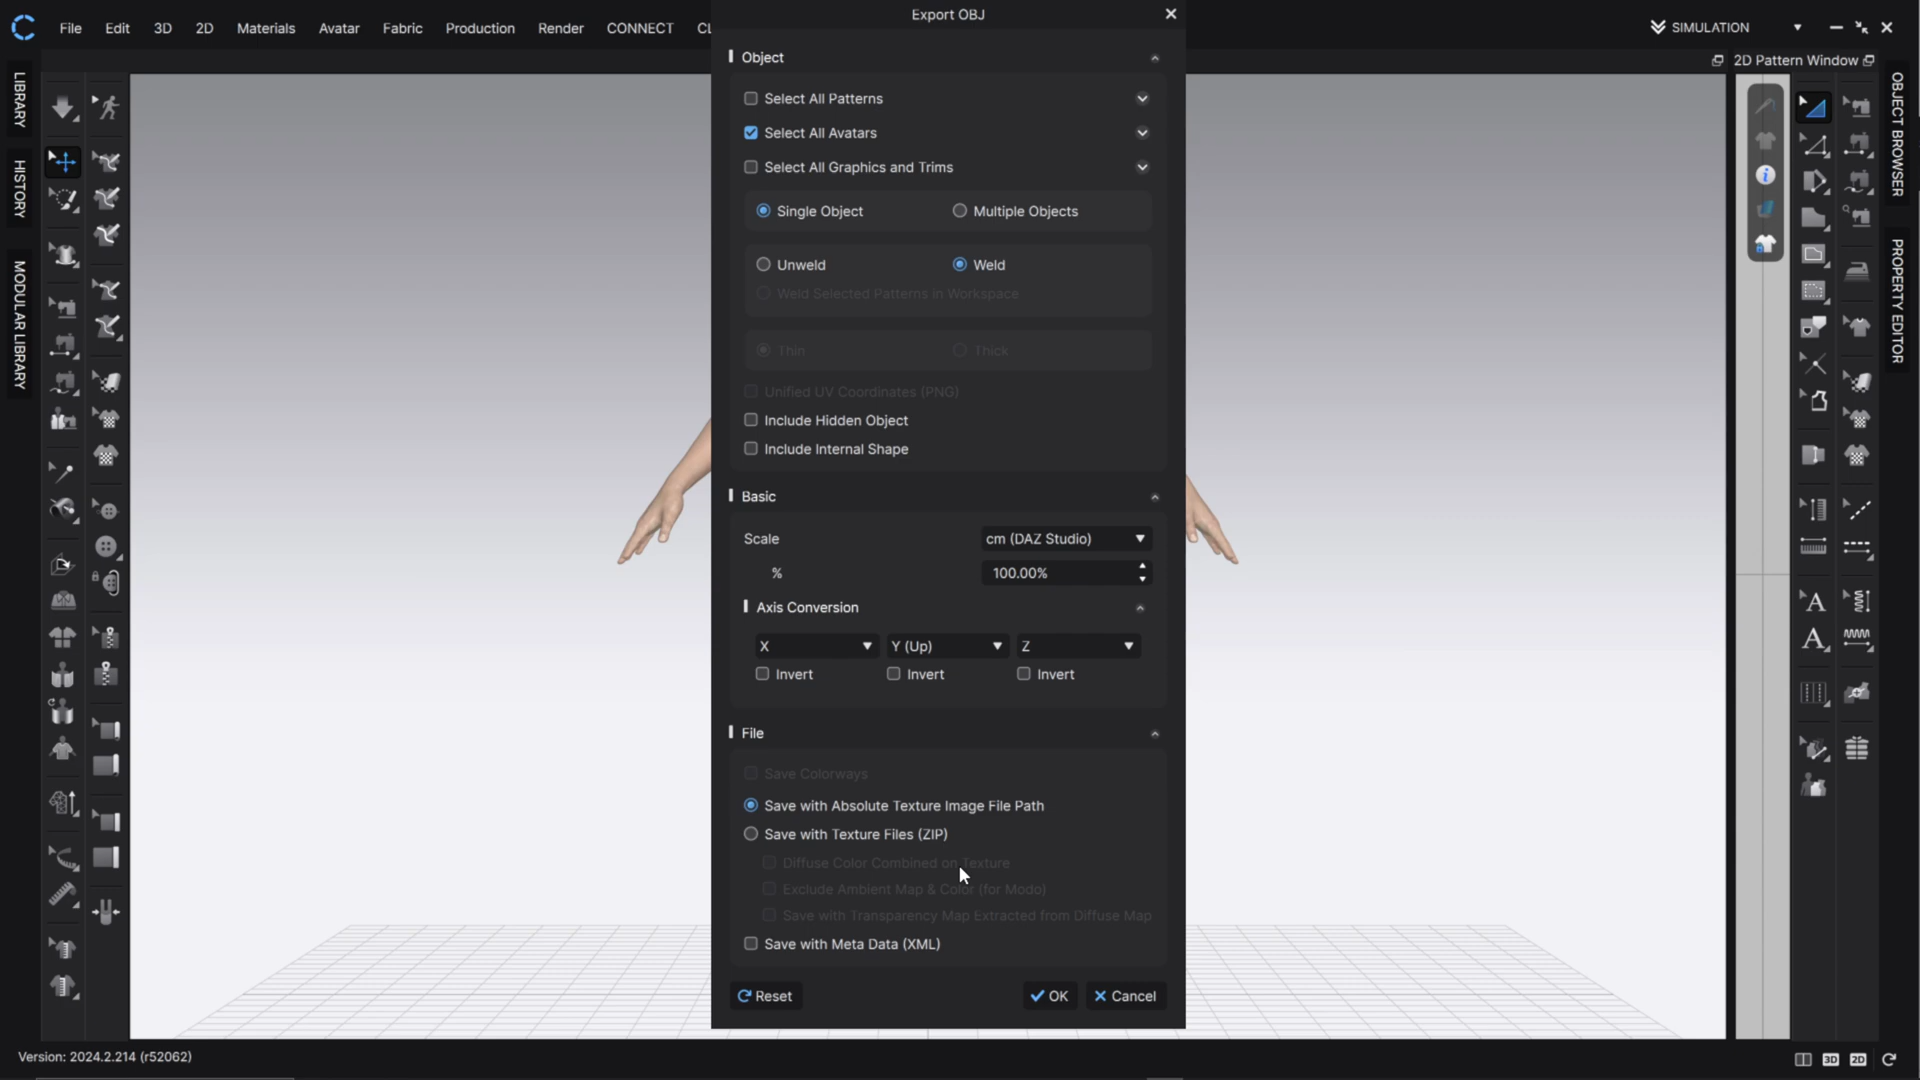 File Edit 3D 2D Materials Avatar Fabric Production Render CONNECT CL
SIMULATION
LIBRARY
HISTORY
MODULAR LIBRARY
2D Pattern Window
OBJECT BROWSER
PROPERTY EDITOR
Export OBJ
Object
Select All Patterns
Select All Avatars
Select All Graphics and Trims
Single Object Multiple Objects
Unweld Weld
Weld Selected Patterns in Workspace
Thin Thick
Unified UV Coordinates (PNG)
Include Hidden Object
Include Internal Shape
Basic
Scale cm (DAZ Studio)
% 100.00%
Axis Conversion
X Y (Up) Z
Invert Invert Invert
File
Save Colorways
Save with Absolute Texture Image File Path
Save with Texture Files (ZIP)
Diffuse Color Combined on Texture
Exclude Ambient Map & Color (for Modo)
Save with Transparency Map Extracted from Diffuse Map
Save with Meta Data (XML)
Reset OK Cancel
Version: 2024.2.214 (r52062)
3D 2D